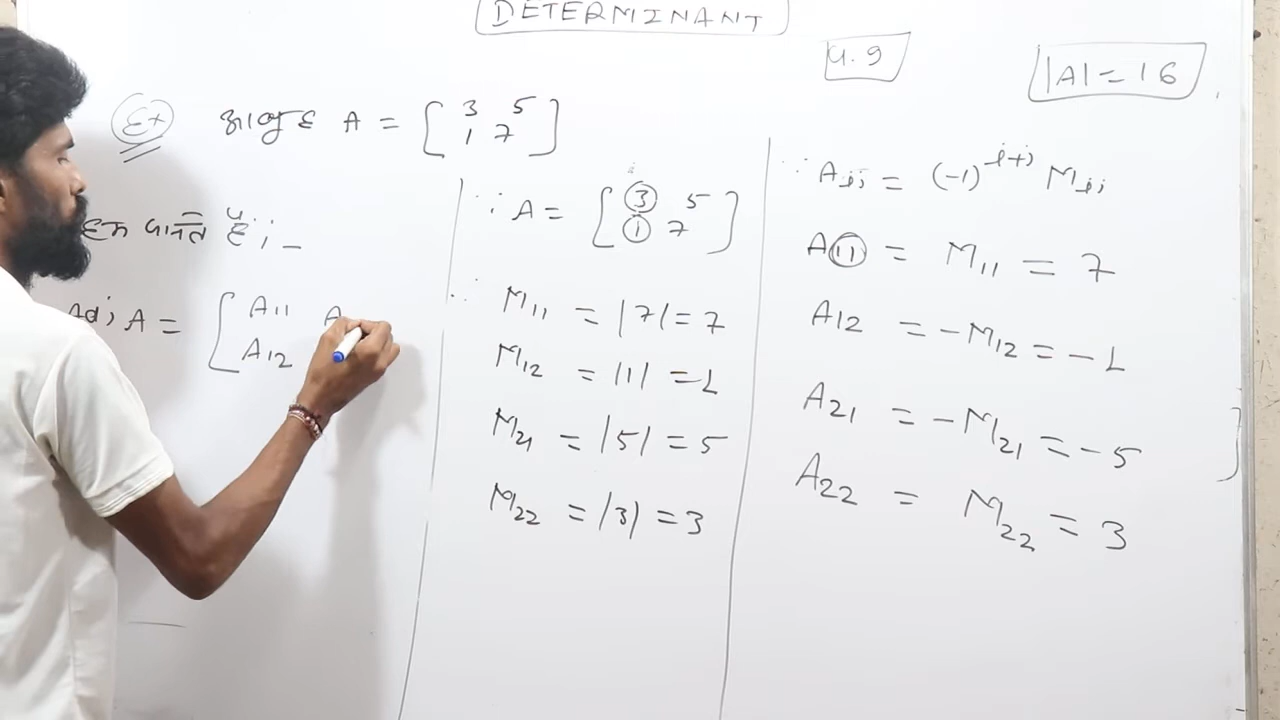 DETERMINANT
4.9
|A| = 16
Ex आव्यूह A = [ 3 5
1 7 ]
हम जानते हैं ; -
Adj A = [ A11 A
A12
∵ A = [ 3 5
1 7 ]
∴ M11 = |7| = 7
M12 = |1| = 1
M21 = |5| = 5
M22 = |3| = 3
∵ Aij = (-1)^i+j Mij
A11 = M11 = 7
A12 = -M12 = -1
A21 = -M21 = -5
A22 = M22 = 3